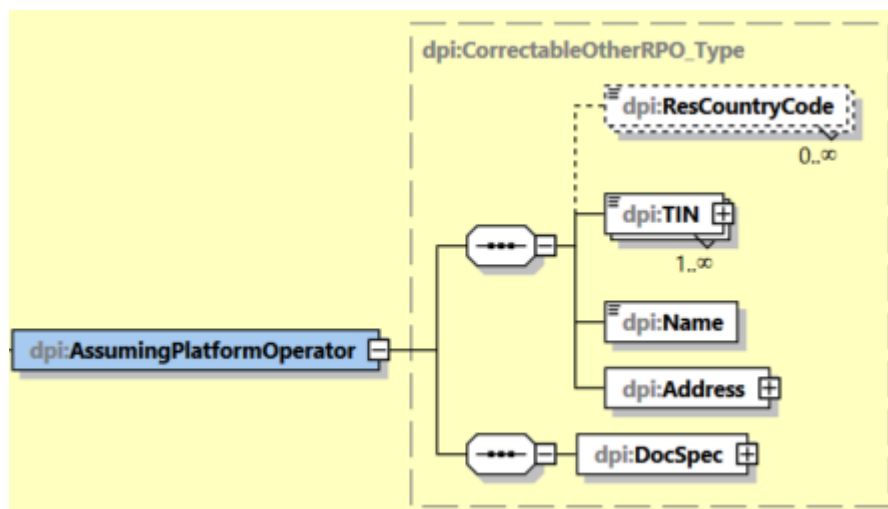 dpi:CorrectableOtherRPO_Type
dpi:ResCountryCode
0..∞
dpi:TIN
1..∞
dpi:Name
dpi:AssumingPlatformOperator
dpi:Address
dpi:DocSpec